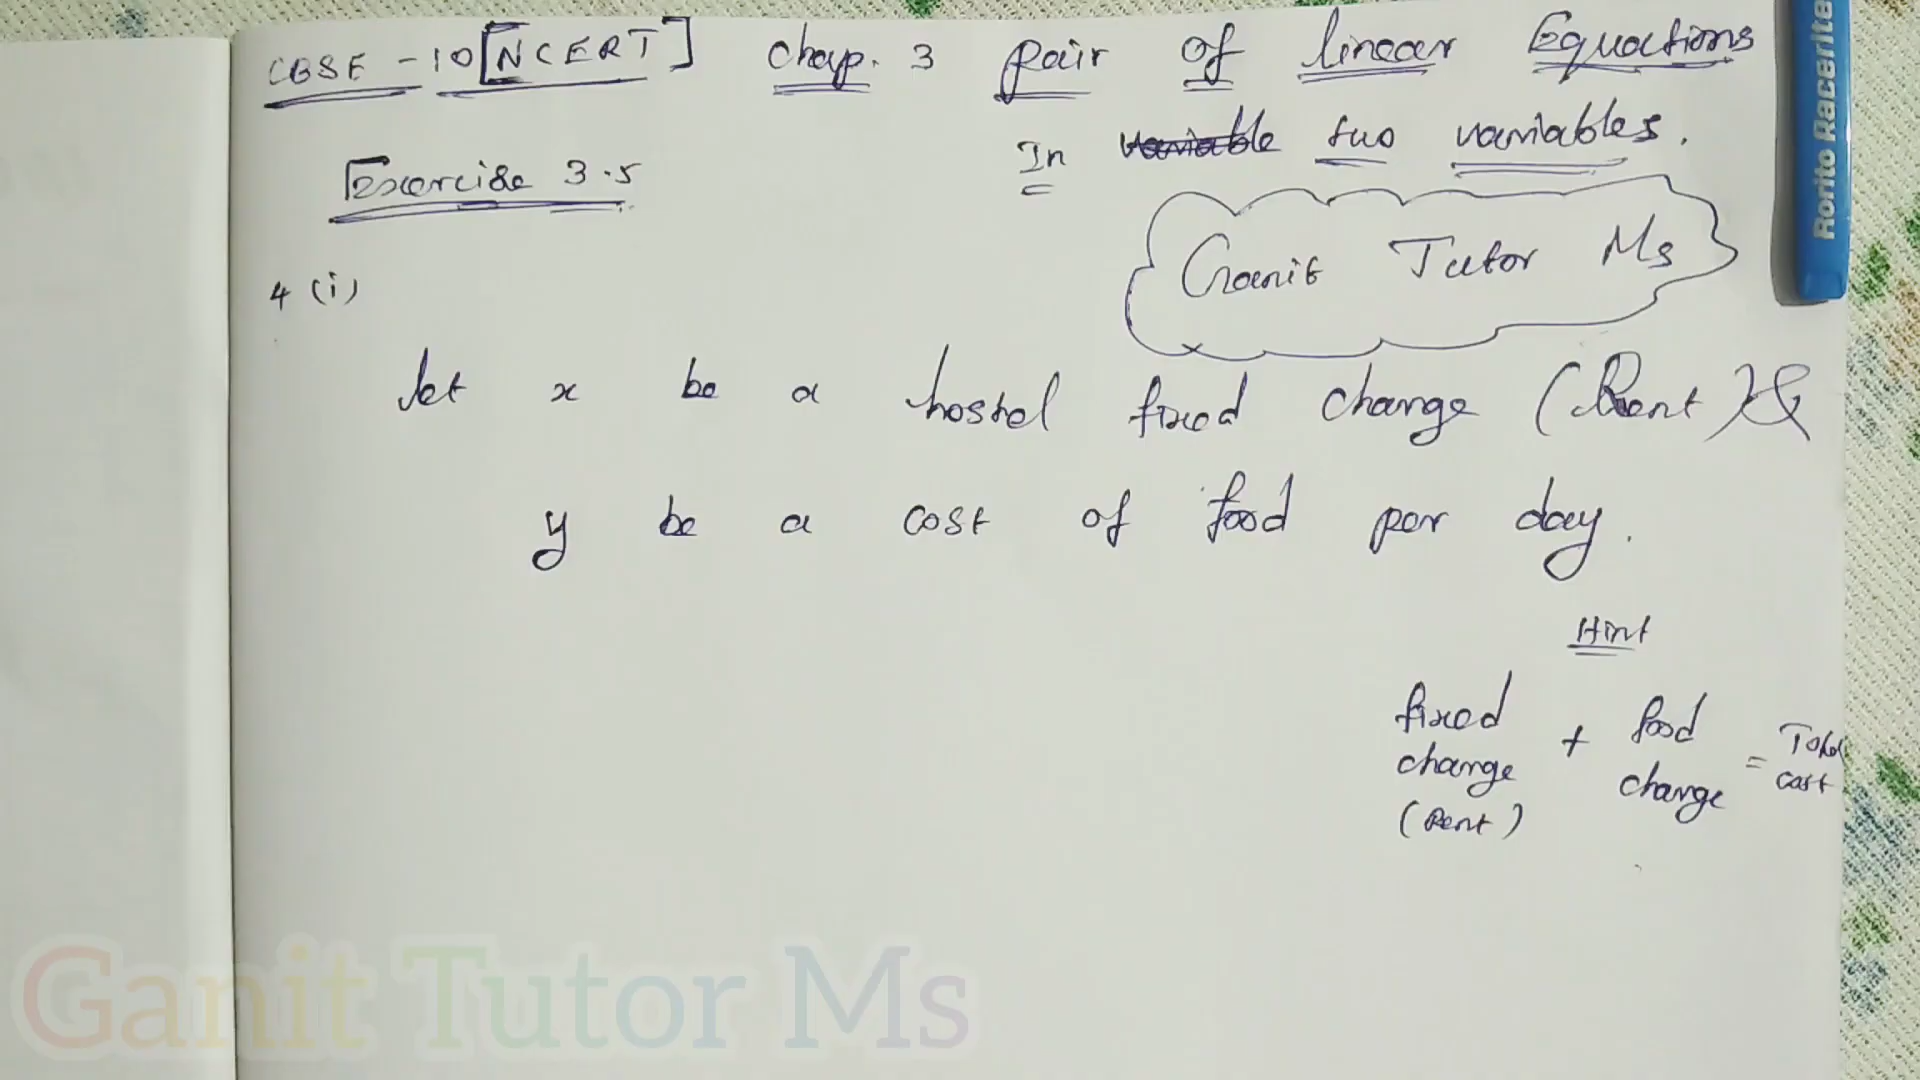 CBSE - 10 [NCERT] Chap. 3 pair of linear Equations
In variable two variables.
Exercise 3.5
Ganit Tutor Ms
4 (i)
let x be a hostel fixed charge (Rent) &
y be a cost of food per day.
Hint
fixed charge (Rent) + food charge = Total cost
Ganit Tutor Ms
Rorito Racerlite